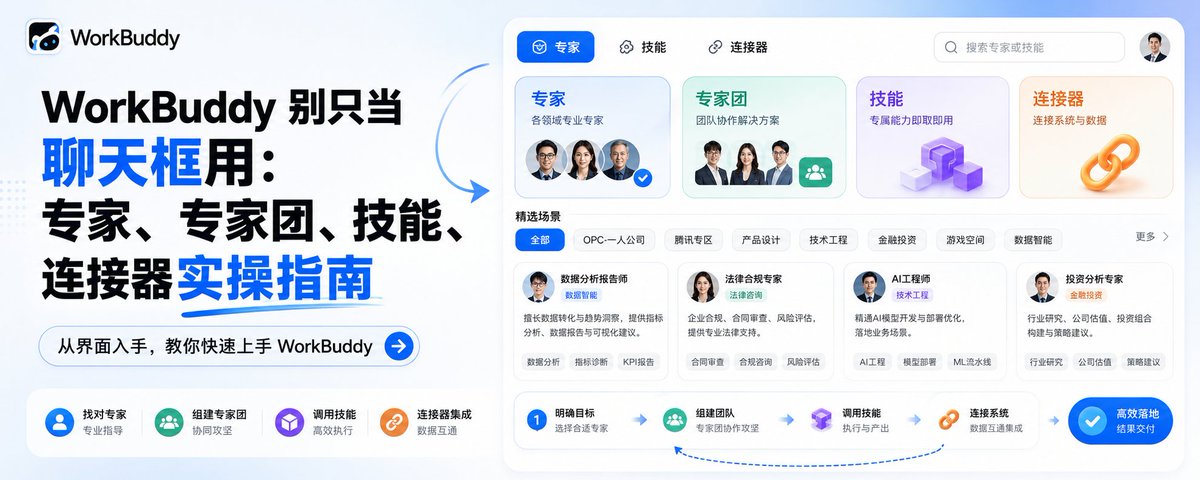 WorkBuddy
WorkBuddy 别只当
聊天框用：
专家、专家团、技能、
连接器实操指南
从界面入手，教你快速上手 WorkBuddy
找对专家
专业指导
组建专家团
协同攻坚
调用技能
高效执行
连接器集成
数据互通
专家
技能
连接器
搜索专家或技能
专家
各领域专业专家
专家团
团队协作解决方案
技能
专属能力即取即用
连接器
连接系统与数据
精选场景
全部
OPC-一人公司
腾讯专区
产品设计
技术工程
金融投资
游戏空间
数据智能
更多
数据分析报告师
数据智能
擅长数据转化与趋势洞察，提供指标
分析、数据报告与可视化建议。
数据分析
指标诊断
KPI报告
法律合规专家
法律咨询
企业合规、合同审查、风险评估，
提供专业法律支持。
合同审查
合规咨询
风险评估
AI工程师
技术工程
精通AI模型开发与部署优化，
落地业务场景。
AI工程
模型部署
ML流水线
投资分析专家
金融投资
行业研究、公司估值、投资组合
构建与策略建议。
行业研究
公司估值
策略建议
1
明确目标
选择合适专家
组建团队
专家团协作攻坚
调用技能
执行与产出
连接系统
数据互通集成
高效落地
结果交付